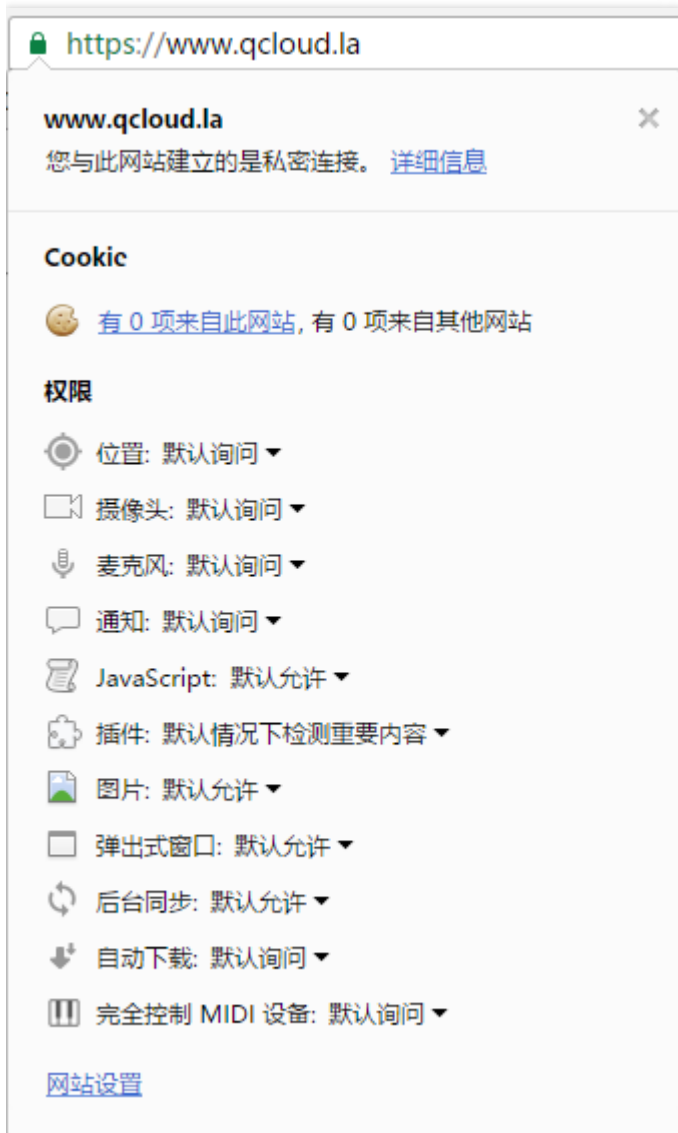 https://www.qcloud.la
www.qcloud.la
您与此网站建立的是私密连接。 详细信息
Cookie
有 0 项来自此网站, 有 0 项来自其他网站
权限
位置: 默认询问
摄像头: 默认询问
麦克风: 默认询问
通知: 默认询问
JavaScript: 默认允许
插件: 默认情况下检测重要内容
图片: 默认允许
弹出式窗口: 默认允许
后台同步: 默认允许
自动下载: 默认询问
完全控制 MIDI 设备: 默认询问
网站设置